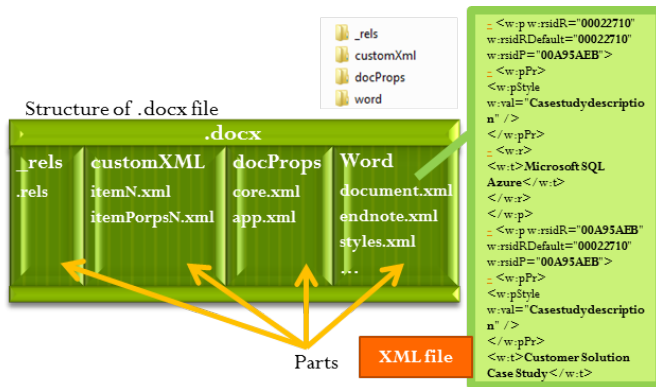 _rels
customXml
docProps
word
Structure of .docx file
.docx
_rels
.rels
customXML
itemN.xml
itemPorpsN.xml
docProps
core.xml
app.xml
Word
document.xml
endnote.xml
styles.xml
...
Parts
XML file
- <w:p w:rsidR="00022710"
w:rsidRDefault="00022710"
w:rsidP="00A95AEB">
- <w:pPr>
<w:pStyle
w:val="Casestudydescriptio
n" />
</w:pPr>
- <w:r>
<w:t>Microsoft SQL
Azure</w:t>
</w:r>
</w:p>
- <w:p w:rsidR="00A95AEB"
w:rsidRDefault="00022710"
w:rsidP="00A95AEB">
- <w:pPr>
<w:pStyle
w:val="Casestudydescriptio
n" />
</w:pPr>
<w:t>Customer Solution
Case Study</w:t>